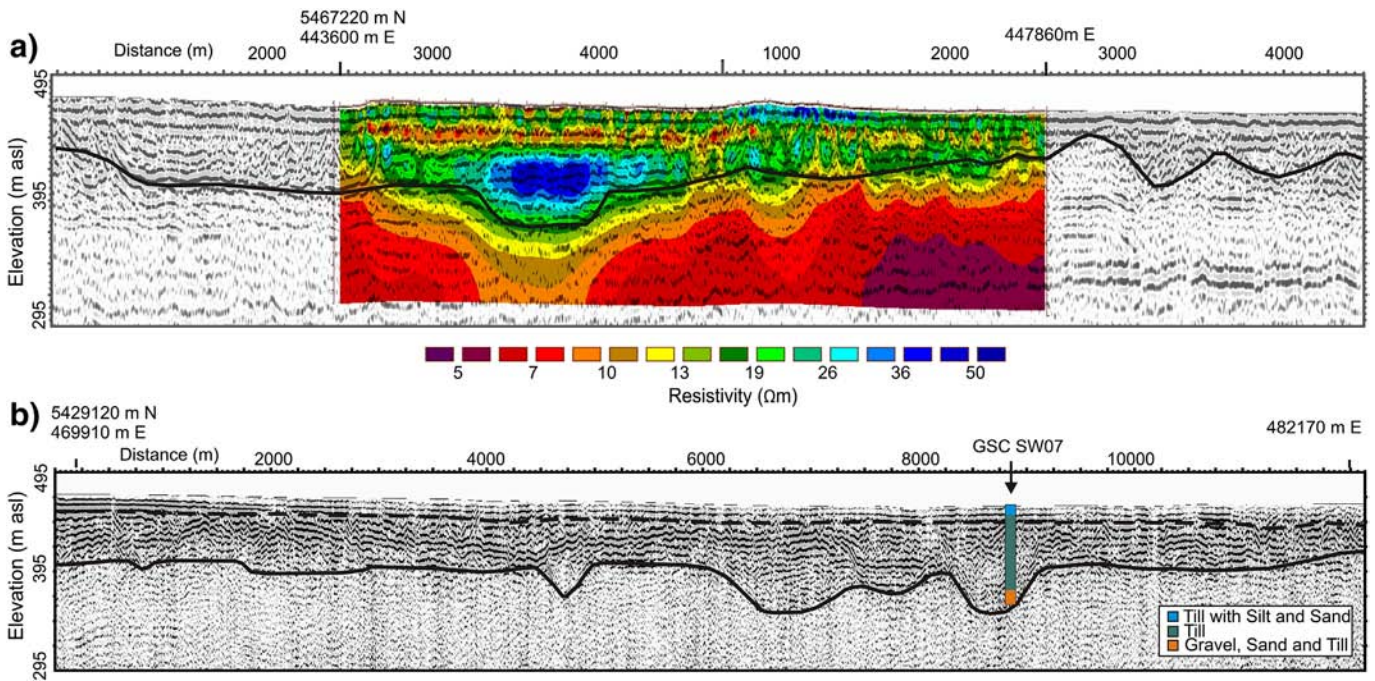 a)
5467220 m N
443600 m E
447860m E
Distance (m) 2000 3000 4000 1000 2000 3000 4000
495
395
295
Elevation (m asl)
5 7 10 13 19 26 36 50
Resistivity (Ωm)
b)
5429120 m N
469910 m E
482170 m E
GSC SW07
Distance (m) 2000 4000 6000 8000 10000
495
395
295
Elevation (m asl)
Till with Silt and Sand
Till
Gravel, Sand and Till